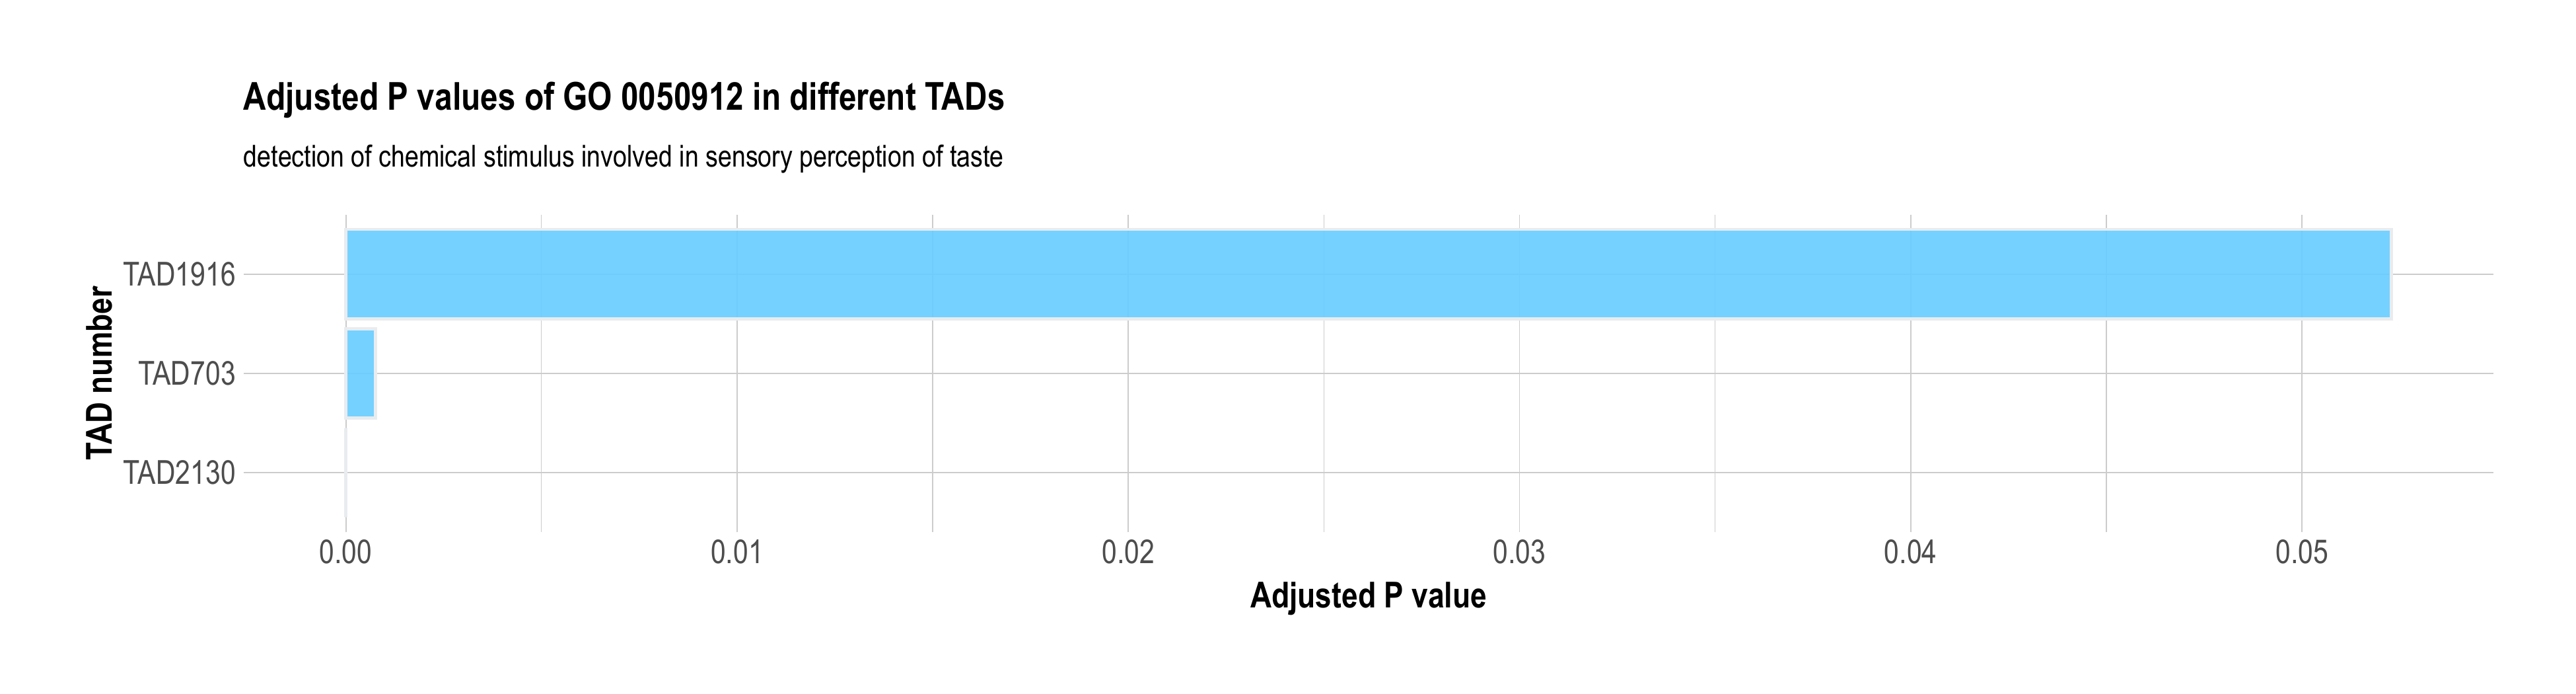 Adjusted P values of GO 0050912 in different TADs
detection of chemical stimulus involved in sensory perception of taste
TAD number
TAD1916
TAD703
TAD2130
0.00 0.01 0.02 0.03 0.04 0.05
Adjusted P value